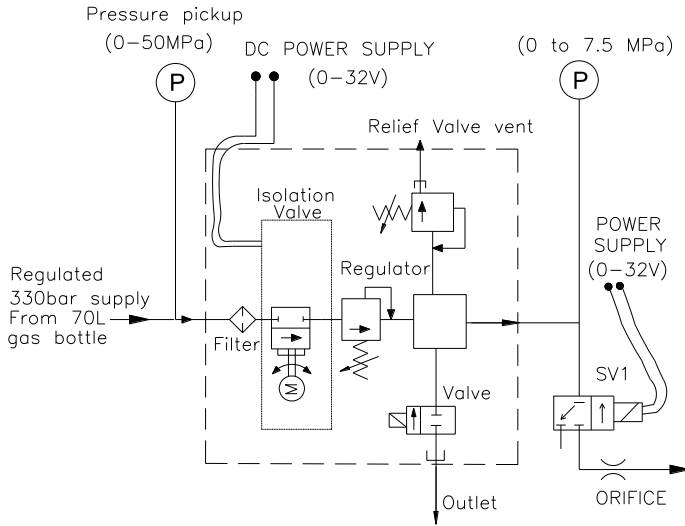 Pressure pickup
(0-50MPa)
P
DC POWER SUPPLY
(0-32V)
(0 to 7.5 MPa)
P
Relief Valve vent
Isolation
Valve
POWER
SUPPLY
(0-32V)
Regulator
Regulated
330bar supply
From 70L
gas bottle
Filter
M
Valve
SV1
Outlet
ORIFICE